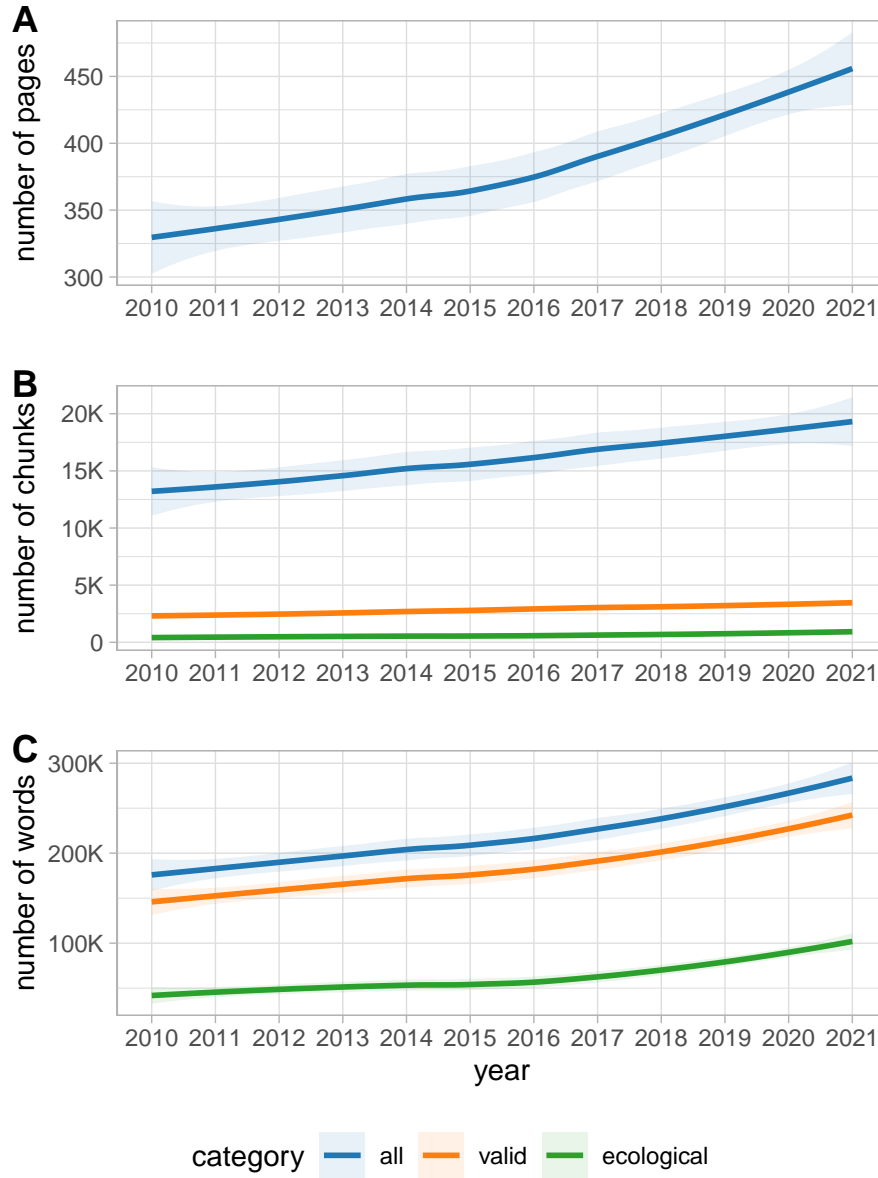 A
number of pages
450
400
350
300
2010 2011 2012 2013 2014 2015 2016 2017 2018 2019 2020 2021
B
number of chunks
20K
15K
10K
5K
0
2010 2011 2012 2013 2014 2015 2016 2017 2018 2019 2020 2021
C
number of words
300K
200K
100K
2010 2011 2012 2013 2014 2015 2016 2017 2018 2019 2020 2021
year
category all valid ecological